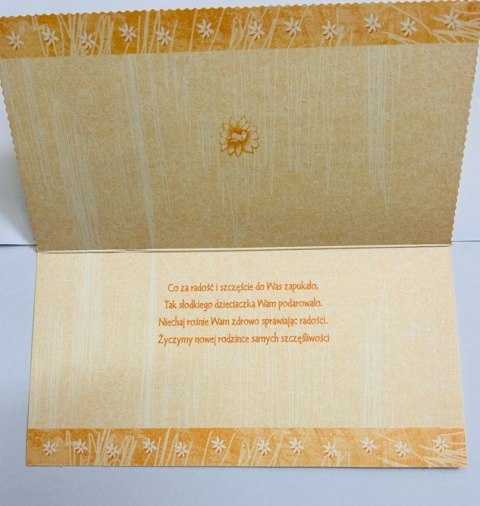 Co za radość i szczęście do Was zapukało,
Tak słodkiego dzieciaczka Wam podarowało.
Niechaj rośnie Wam zdrowo sprawiając radości.
Życzymy nowej rodzince samych szczęśliwości